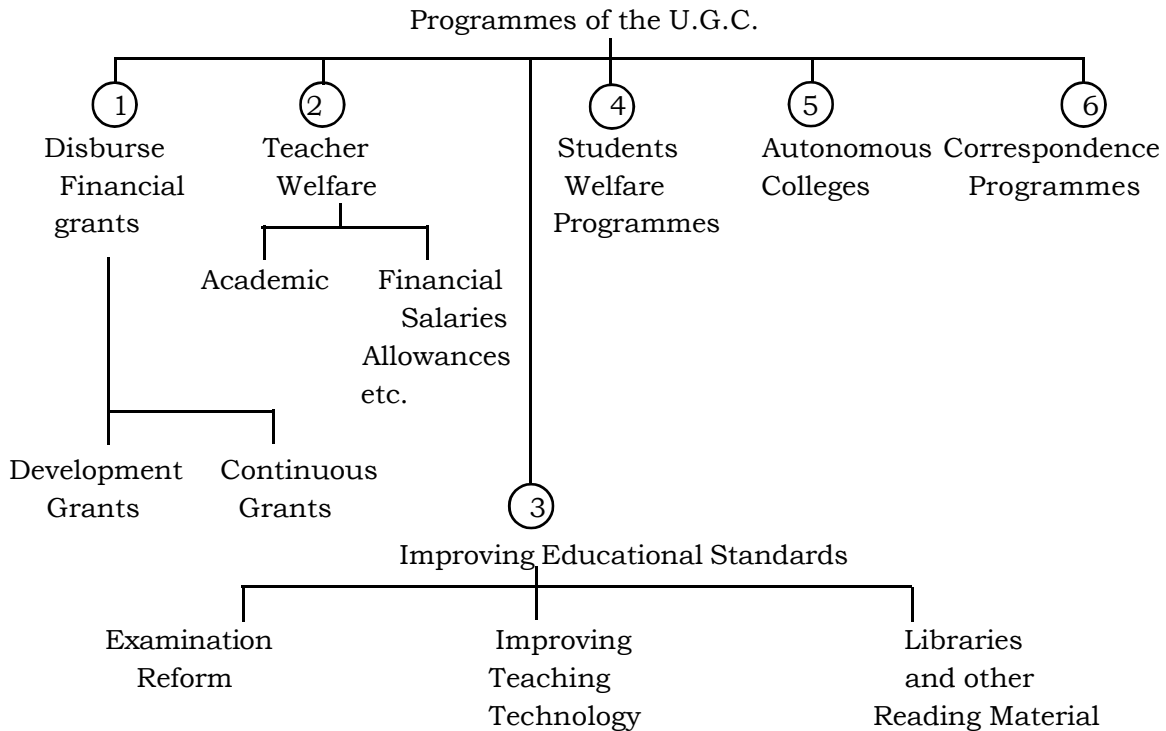 Programmes of the U.G.C.
1
Disburse
Financial
grants
Development
Grants
Continuous
Grants
2
Teacher
Welfare
Academic
Financial
Salaries
Allowances
etc.
3
Improving Educational Standards
Examination
Reform
Improving
Teaching
Technology
Libraries
and other
Reading Material
4
Students
Welfare
Programmes
5
Autonomous
Colleges
6
Correspondence
Programmes